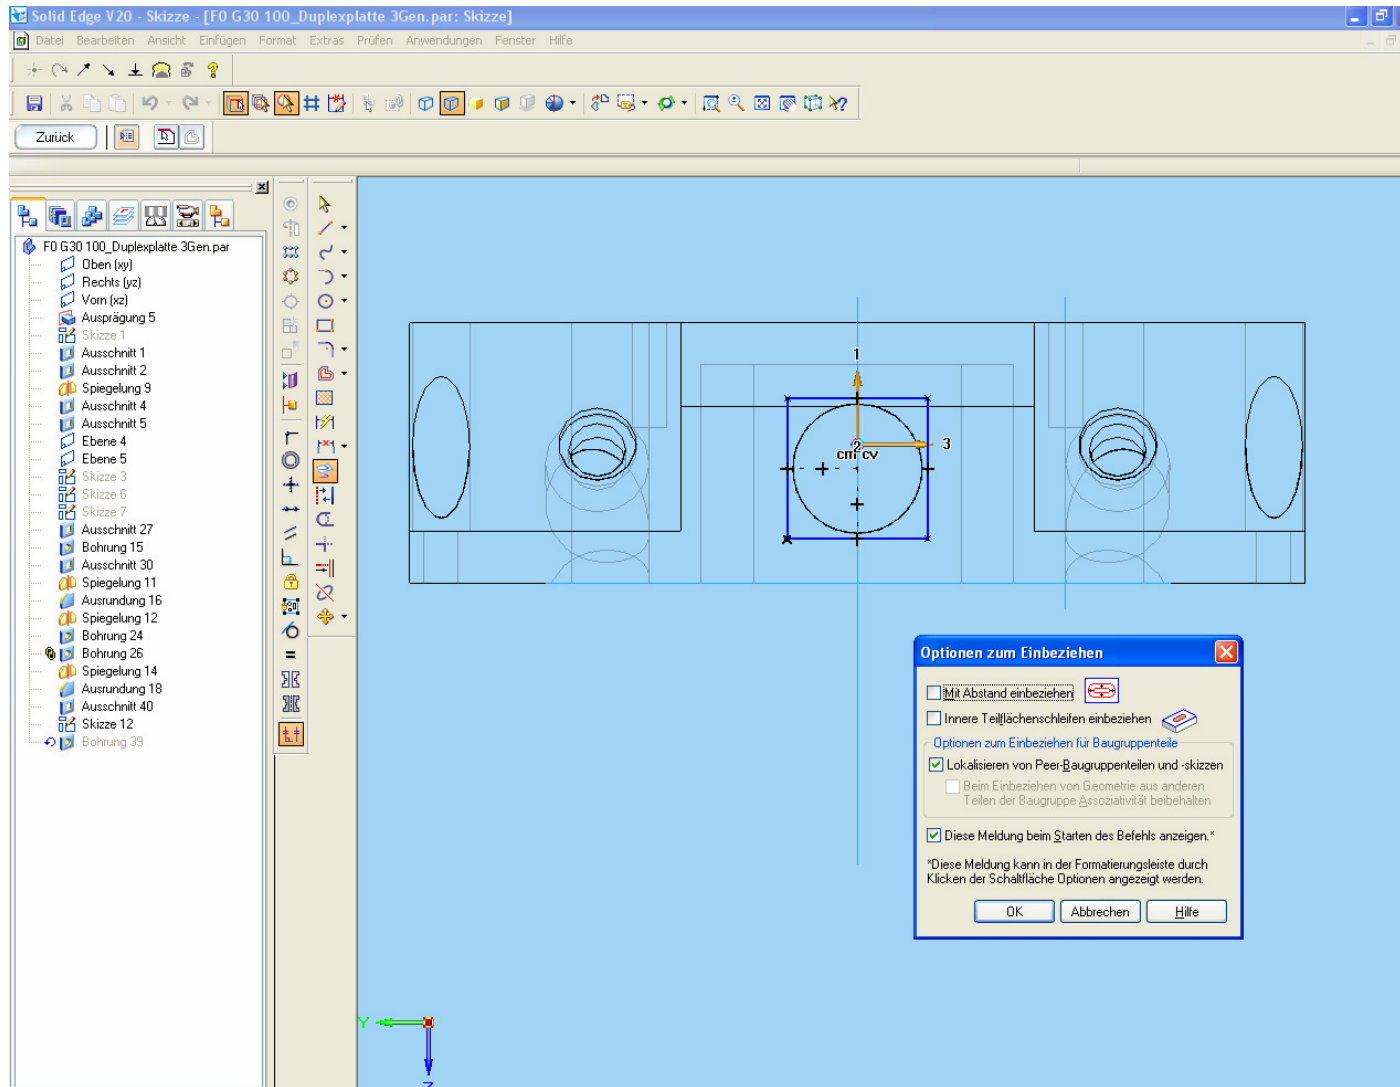 Solid Edge V20 - Skizze - [F0 G30 100_Duplexplatte 3Gen.par: Skizze]
Datei Bearbeiten Ansicht Einfügen Format Extras Prüfen Anwendungen Fenster Hilfe
Zurück
F0 G30 100_Duplexplatte 3Gen.par
Oben (xy)
Rechts (yz)
Vorn (xz)
Ausprägung 5
Skizze 1
Ausschnitt 1
Ausschnitt 2
Spiegelung 9
Ausschnitt 4
Ausschnitt 5
Ebene 4
Ebene 5
Skizze 3
Skizze 6
Skizze 7
Ausschnitt 27
Bohrung 15
Ausschnitt 30
Spiegelung 11
Ausrundung 16
Spiegelung 12
Bohrung 24
Bohrung 26
Spiegelung 14
Ausrundung 18
Ausschnitt 40
Skizze 12
Bohrung 39
1
2
3
cm cv
Y
Z
Optionen zum Einbeziehen
Mit Abstand einbeziehen
Innere Teilflächenschleifen einbeziehen
Optionen zum Einbeziehen für Baugruppenteile
Lokalisieren von Peer-Baugruppenteilen und -skizzen
Beim Einbeziehen von Geometrie aus anderen
Teilen der Baugruppe Assoziativität beibehalten
Diese Meldung beim Starten des Befehls anzeigen.*
*Diese Meldung kann in der Formatierungsleiste durch
Klicken der Schaltfläche Optionen angezeigt werden.
OK Abbrechen Hilfe